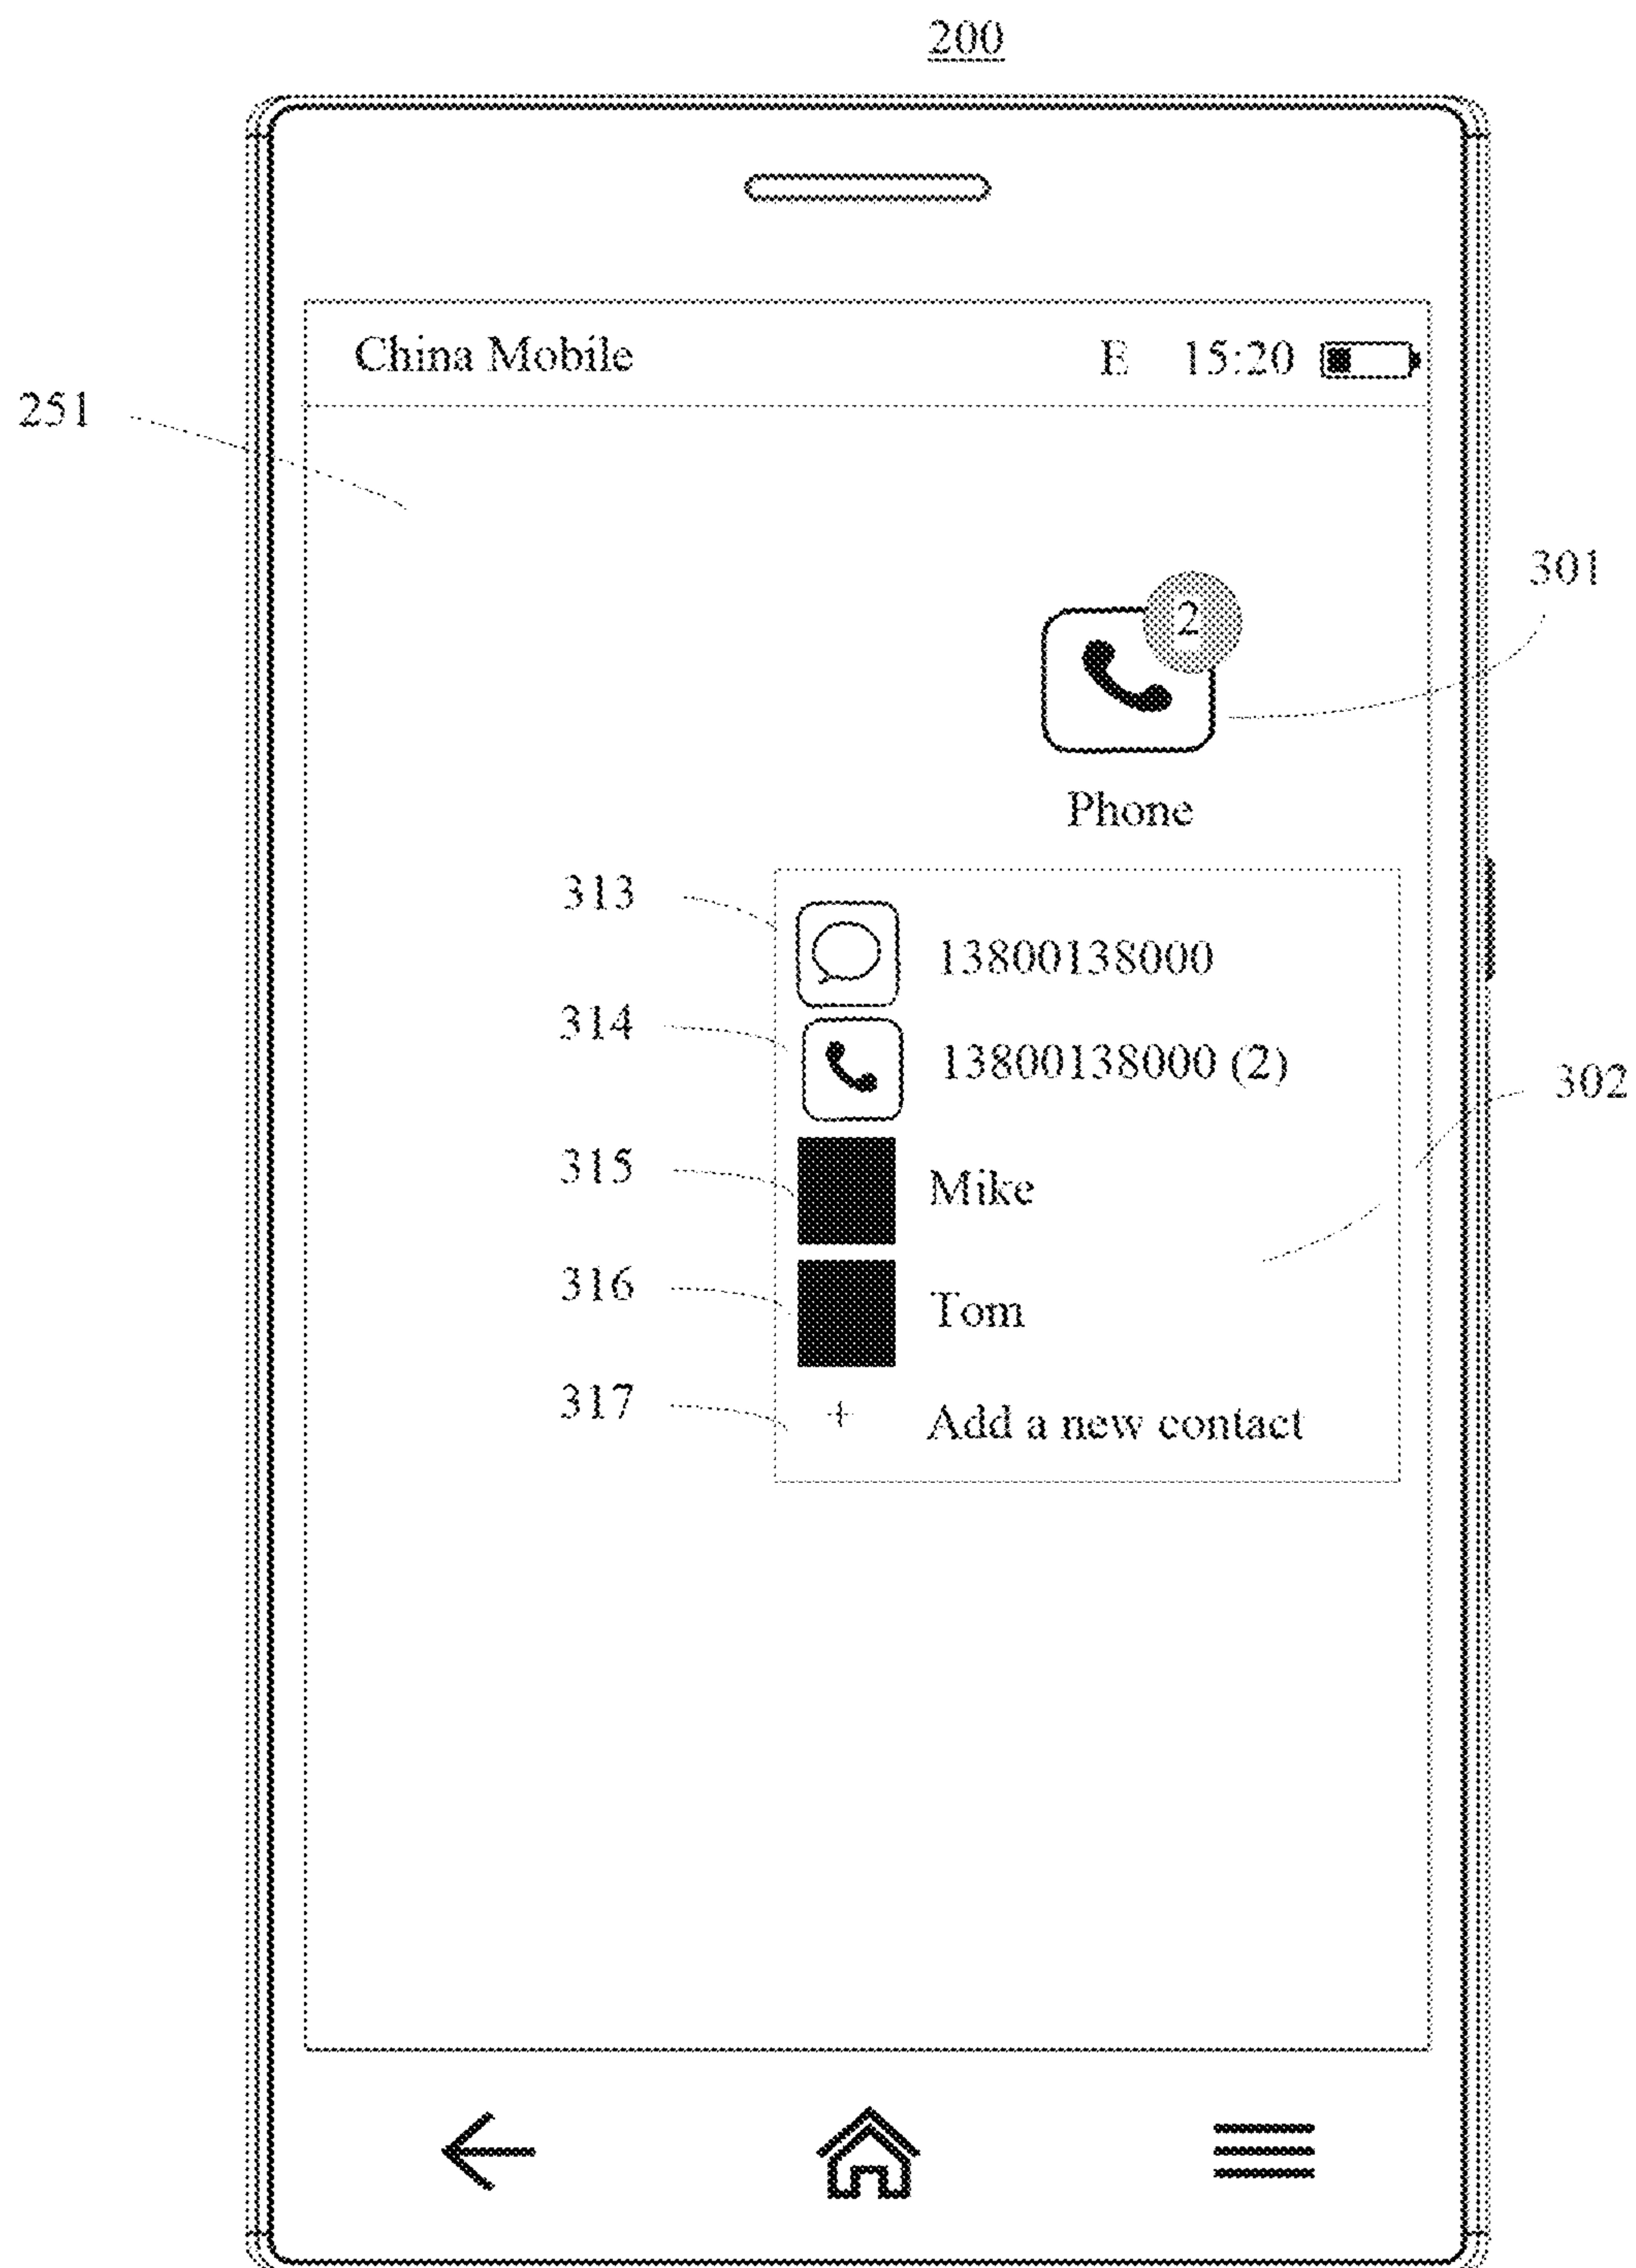 200
China Mobile E 15:20
251
301
2
Phone
313
13800138000
314
13800138000 (2)
302
315
Mike
316
Tom
317
+ Add a new contact